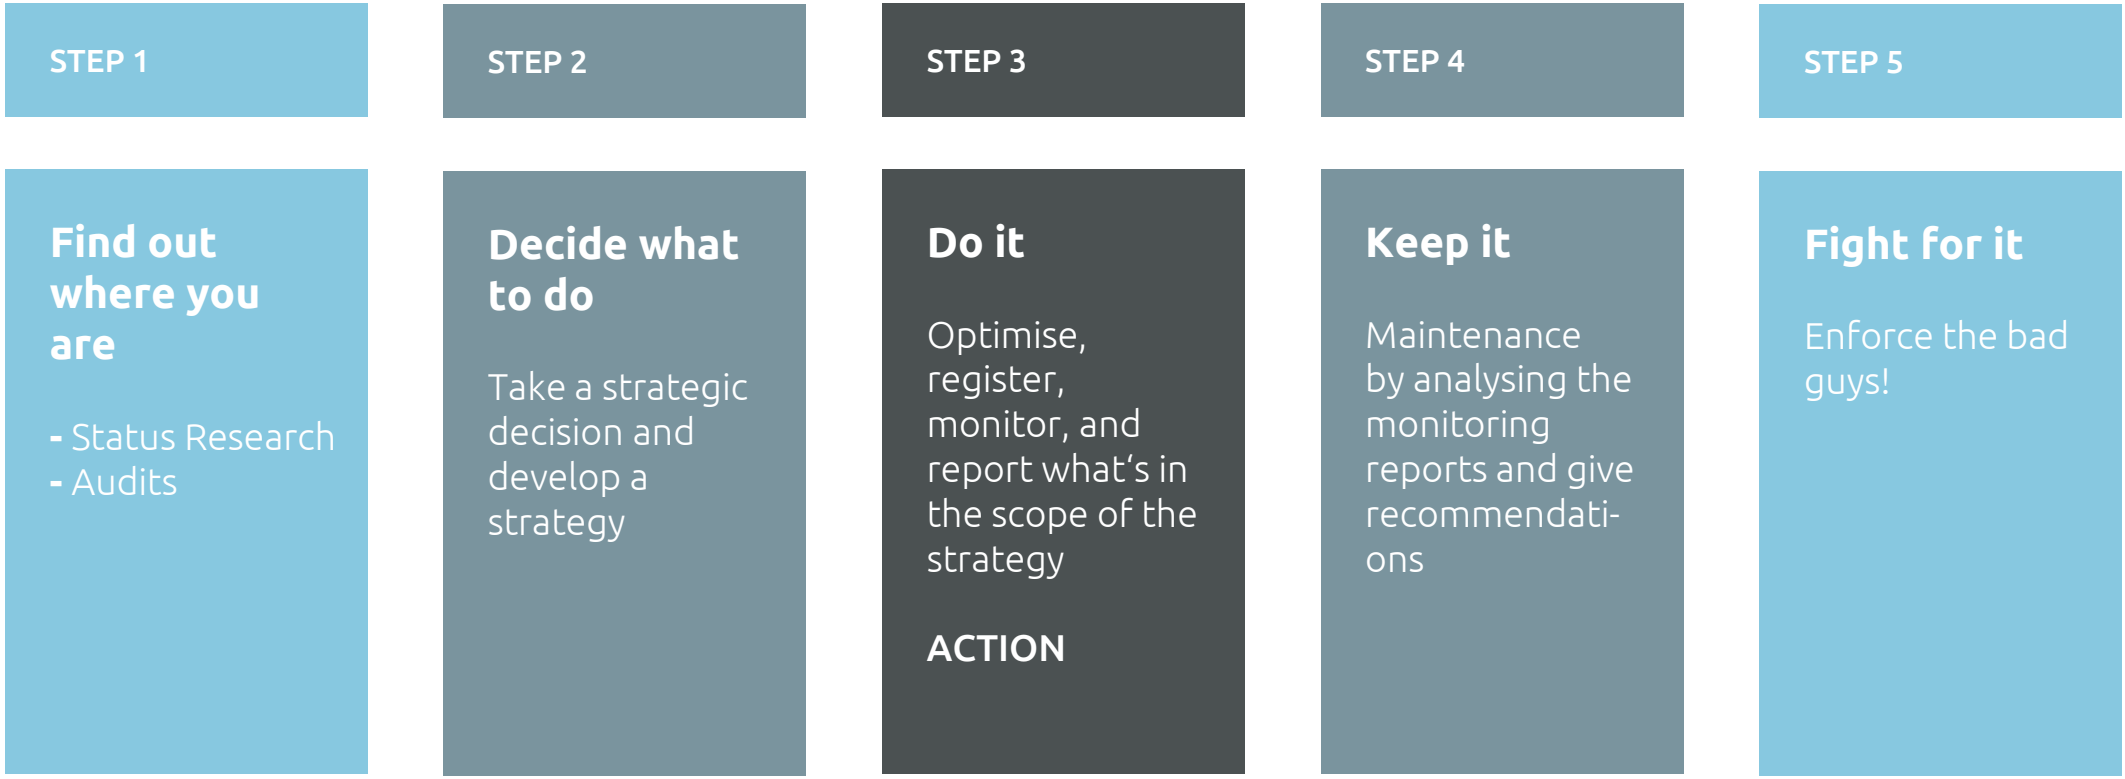 STEP 1
Find out
where you
are
- Status Research
- Audits
STEP 2
Decide what
to do
Take a strategic
decision and
develop a
strategy
STEP 3
Do it
Optimise,
register,
monitor, and
report what‘s in
the scope of the
strategy
ACTION
STEP 4
Keep it
Maintenance
by analysing the
monitoring
reports and give
recommendati-
ons
STEP 5
Fight for it
Enforce the bad
guys!